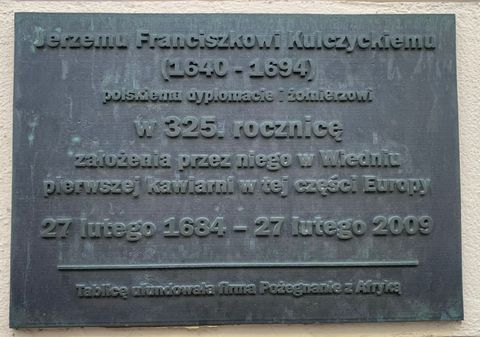 Jerzemu Franciszkowi Kulczyckiemu
(1640 - 1694)
polskiemu dyplomacie i żołnierzowi
w 325. rocznicę
założenia przez niego w Wiedniu
pierwszej kawiarni w tej części Europy
27 lutego 1684 – 27 lutego 2009
Tablicę ufundowała firma Pożegnanie z Afryką